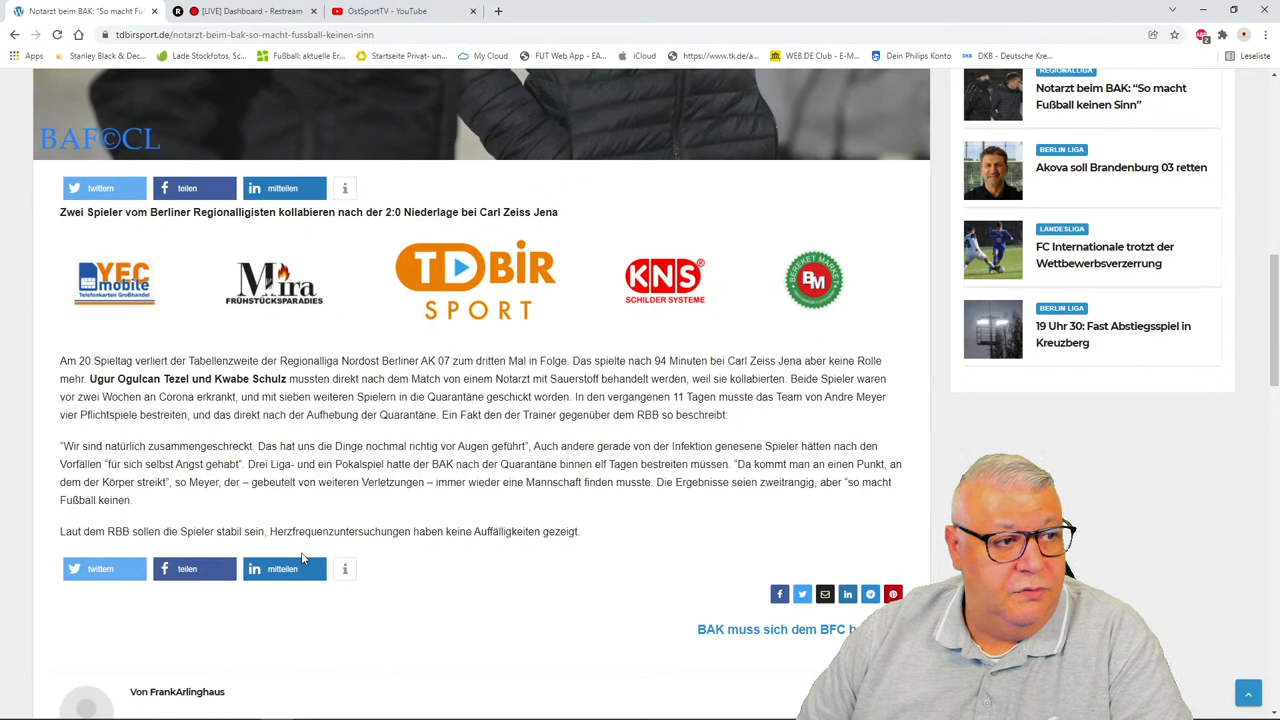 Notarzt beim BAK: "So macht Fu
[LIVE] Dashboard - Restream
OstSportTV - YouTube
tdbirsport.de/notarzt-beim-bak-so-macht-fussball-keinen-sinn
Apps
Stanley Black & Dec...
Lade Stockfotos, Sc...
Fußball: aktuelle Er...
Startseite Privat- un...
My Cloud
FUT Web App - EA...
iCloud
https://www.tk.de/a...
WEB.DE Club - E-M...
Dein Philips Konto
DKB - Deutsche Kre...
Leseliste
BAF©CL
twittern
teilen
mitteilen
Zwei Spieler vom Berliner Regionalligisten kollabieren nach der 2:0 Niederlage bei Carl Zeiss Jena
YEC
mobile
Telefonkarten Großhandel
Mira
FRÜHSTÜCKSPARADIES
TDBİR
SPORT
KNS®
SCHILDER SYSTEME
BEREKET MARKET
BM
Am 20 Spieltag verliert der Tabellenzweite der Regionalliga Nordost Berliner AK 07 zum dritten Mal in Folge. Das spielte nach 94 Minuten bei Carl Zeiss Jena aber keine Rolle
mehr. Ugur Ogulcan Tezel und Kwabe Schulz mussten direkt nach dem Match von einem Notarzt mit Sauerstoff behandelt werden, weil sie kollabierten. Beide Spieler waren
vor zwei Wochen an Corona erkrankt, und mit sieben weiteren Spielern in die Quarantäne geschickt worden. In den vergangenen 11 Tagen musste das Team von Andre Meyer
vier Pflichtspiele bestreiten, und das direkt nach der Aufhebung der Quarantäne. Ein Fakt den der Trainer gegenüber dem RBB so beschreibt:
"Wir sind natürlich zusammengeschreckt. Das hat uns die Dinge nochmal richtig vor Augen geführt", Auch andere gerade von der Infektion genesene Spieler hätten nach den
Vorfällen "für sich selbst Angst gehabt". Drei Liga- und ein Pokalspiel hatte der BAK nach der Quarantäne binnen elf Tagen bestreiten müssen. "Da kommt man an einen Punkt, an
dem der Körper streikt", so Meyer, der – gebeutelt von weiteren Verletzungen – immer wieder eine Mannschaft finden musste. Die Ergebnisse seien zweitrangig, aber "so macht
Fußball keinen.
Laut dem RBB sollen die Spieler stabil sein, Herzfrequenzuntersuchungen haben keine Auffälligkeiten gezeigt.
twittern
teilen
mitteilen
BAK muss sich dem BFC
Von FrankArlinghaus
REGIONALLIGA
Notarzt beim BAK: "So macht
Fußball keinen Sinn"
BERLIN LIGA
Akova soll Brandenburg 03 retten
LANDESLIGA
FC Internationale trotzt der
Wettbewerbsverzerrung
BERLIN LIGA
19 Uhr 30: Fast Abstiegsspiel in
Kreuzberg